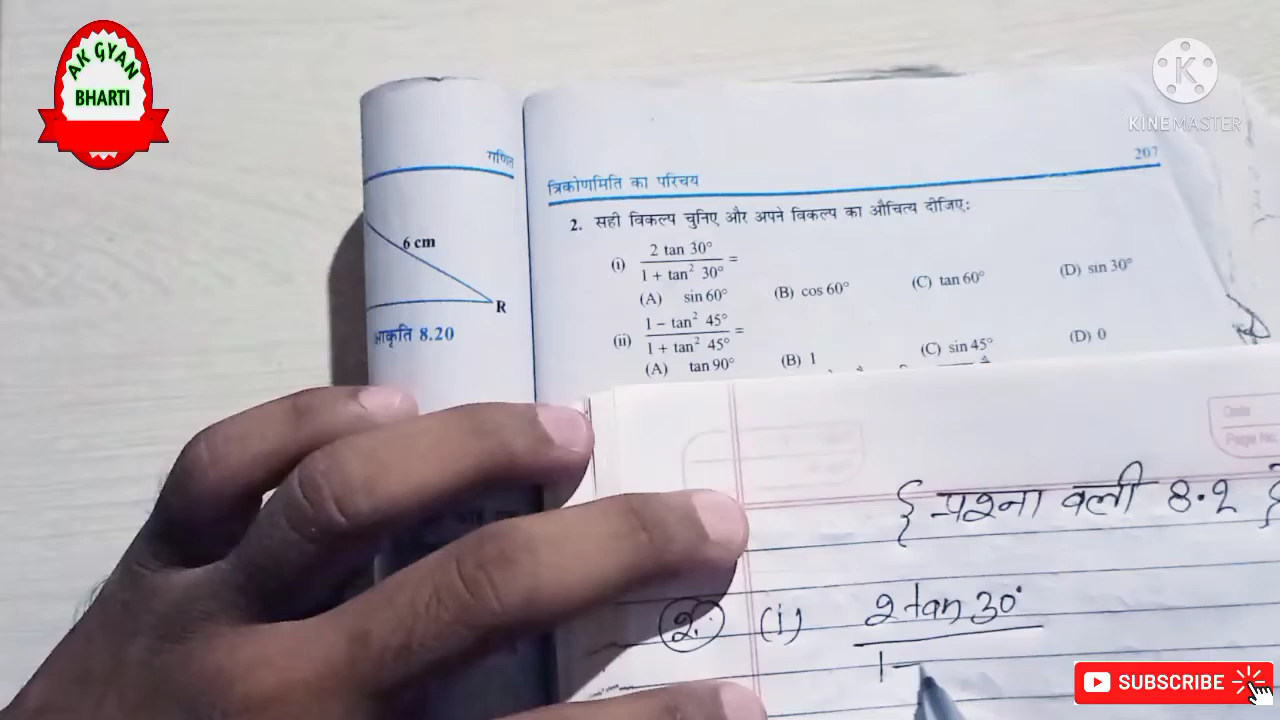 AK GYAN
BHARTI
KINEMASTER
गणित
6 cm
R
आकृति 8.20
त्रिकोणमिति का परिचय
207
2. सही विकल्प चुनिए और अपने विकल्प का औचित्य दीजिए:
(i) 2 tan 30° / 1 + tan² 30° =
(A) sin 60° (B) cos 60° (C) tan 60° (D) sin 30°
(ii) 1 − tan² 45° / 1 + tan² 45° =
(A) tan 90° (B) 1 (C) sin 45° (D) 0
Page No.
{ प्रश्ना वली 8.2 }
2. (i) 2 tan 30° / 1 −
SUBSCRIBE